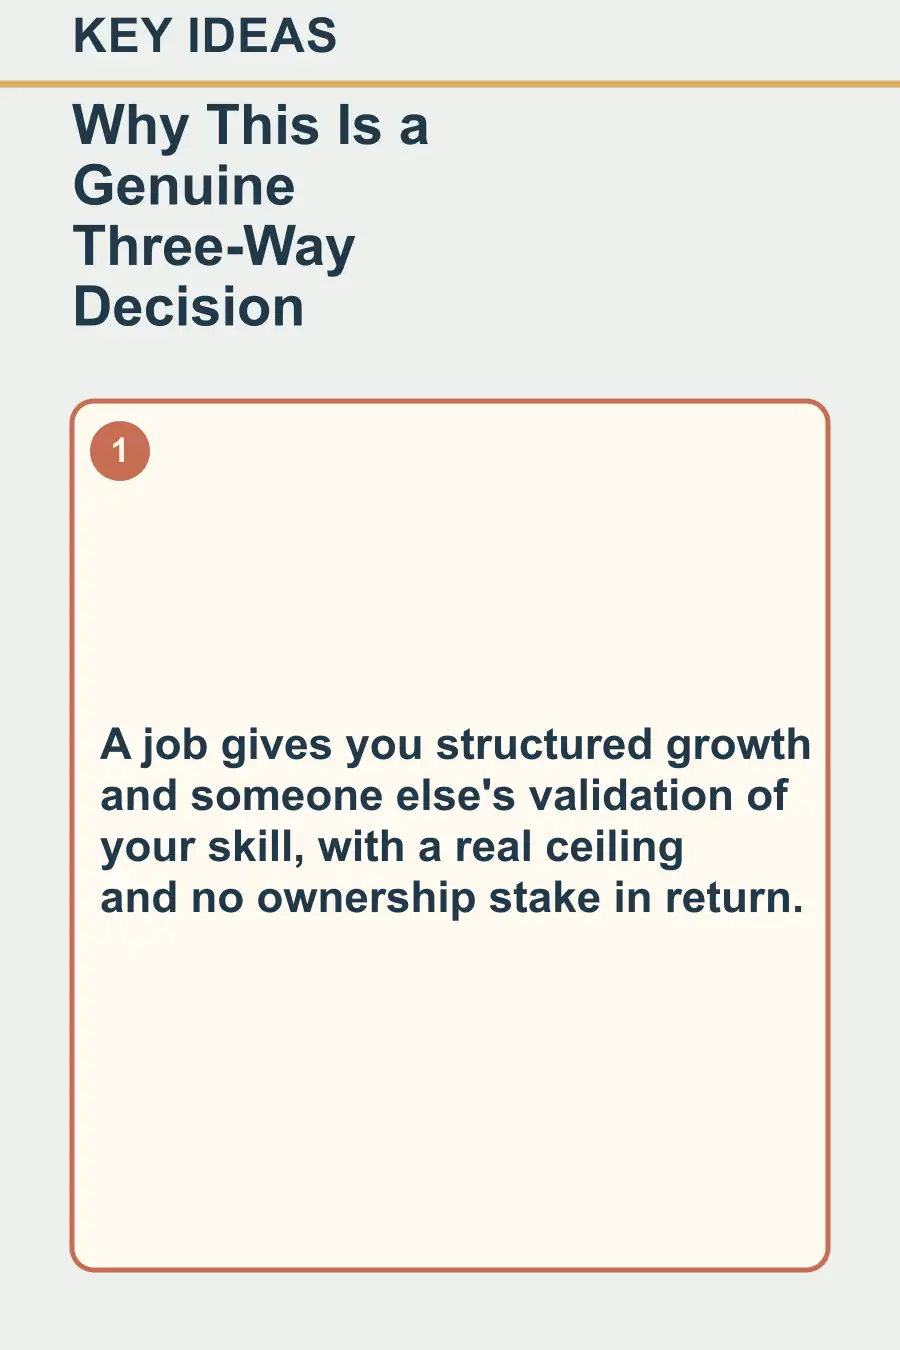 KEY IDEAS
Why This Is a
Genuine
Three-Way
Decision
1
A job gives you structured growth
and someone else's validation of
your skill, with a real ceiling
and no ownership stake in return.